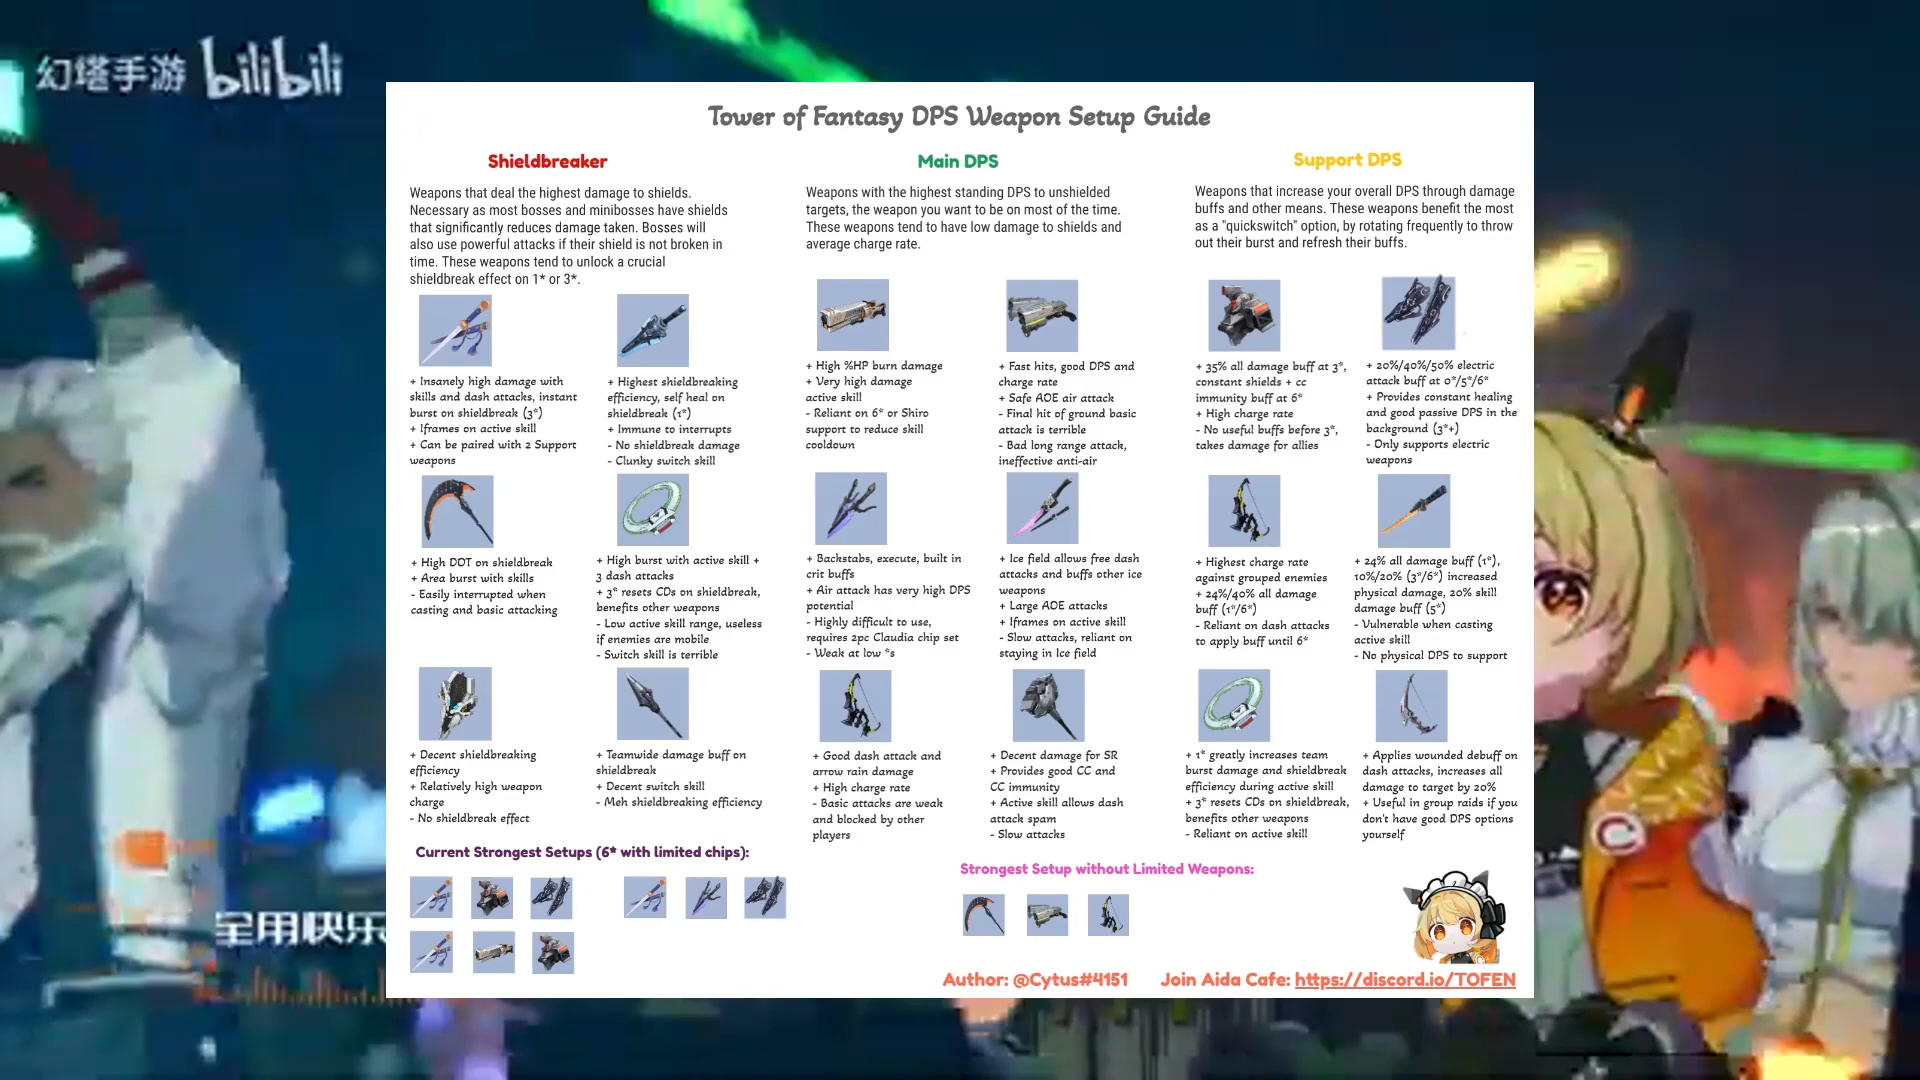 幻塔手游 bilibili
Tower of Fantasy DPS Weapon Setup Guide
Shieldbreaker
Weapons that deal the highest damage to shields.
Necessary as most bosses and minibosses have shields
that significantly reduces damage taken. Bosses will
also use powerful attacks if their shield is not broken in
time. These weapons tend to unlock a crucial
shieldbreak effect on 1* or 3*.
+ Insanely high damage with
skills and dash attacks, instant
burst on shieldbreak (3*)
+ Iframes on active skill
+ Can be paired with 2 Support
weapons
+ Highest shieldbreaking
efficiency, self heal on
shieldbreak (1*)
+ Immune to interrupts
- No shieldbreak damage
- Clunky switch skill
+ High DOT on shieldbreak
+ Area burst with skills
- Easily interrupted when
casting and basic attacking
+ High burst with active skill +
3 dash attacks
+ 3* resets CDs on shieldbreak,
benefits other weapons
- Low active skill range, useless
if enemies are mobile
- Switch skill is terrible
+ Decent shieldbreaking
efficiency
+ Relatively high weapon
charge
- No shieldbreak effect
+ Teamwide damage buff on
shieldbreak
+ Decent switch skill
- Meh shieldbreaking efficiency
Main DPS
Weapons with the highest standing DPS to unshielded
targets, the weapon you want to be on most of the time.
These weapons tend to have low damage to shields and
average charge rate.
+ High %HP burn damage
+ Very high damage
active skill
- Reliant on 6* or Shiro
support to reduce skill
cooldown
+ Fast hits, good DPS and
charge rate
+ Safe AOE air attack
- Final hit of ground basic
attack is terrible
- Bad long range attack,
ineffective anti-air
+ Backstabs, execute, built in
crit buffs
+ Air attack has very high DPS
potential
- Highly difficult to use,
requires 2pc Claudia chip set
- Weak at low *s
+ Ice field allows free dash
attacks and buffs other ice
weapons
+ Large AOE attacks
+ Iframes on active skill
- Slow attacks, reliant on
staying in Ice field
+ Good dash attack and
arrow rain damage
+ High charge rate
- Basic attacks are weak
and blocked by other
players
+ Decent damage for SR
+ Provides good CC and
CC immunity
+ Active skill allows dash
attack spam
- Slow attacks
Support DPS
Weapons that increase your overall DPS through damage
buffs and other means. These weapons benefit the most
as a "quickswitch" option, by rotating frequently to throw
out their burst and refresh their buffs.
+ 35% all damage buff at 3*,
constant shields + cc
immunity buff at 6*
+ High charge rate
- No useful buffs before 3*,
takes damage for allies
+ 20%/40%/50% electric
attack buff at 0*/5*/6*
+ Provides constant healing
and good passive DPS in the
background (3*+)
- Only supports electric
weapons
+ Highest charge rate
against grouped enemies
+ 24%/40% all damage
buff (1*/6*)
- Reliant on dash attacks
to apply buff until 6*
+ 24% all damage buff (1*),
10%/20% (3*/6*) increased
physical damage, 20% skill
damage buff (5*)
- Vulnerable when casting
active skill
- No physical DPS to support
+ 1* greatly increases team
burst damage and shieldbreak
efficiency during active skill
+ 3* resets CDs on shieldbreak,
benefits other weapons
- Reliant on active skill
+ Applies wounded debuff on
dash attacks, increases all
damage to target by 20%
+ Useful in group raids if you
don't have good DPS options
yourself
Current Strongest Setups (6* with limited chips):
Strongest Setup without Limited Weapons:
Author: @Cytus#4151 Join Aida Cafe: https://discord.io/TOFEN
用快乐